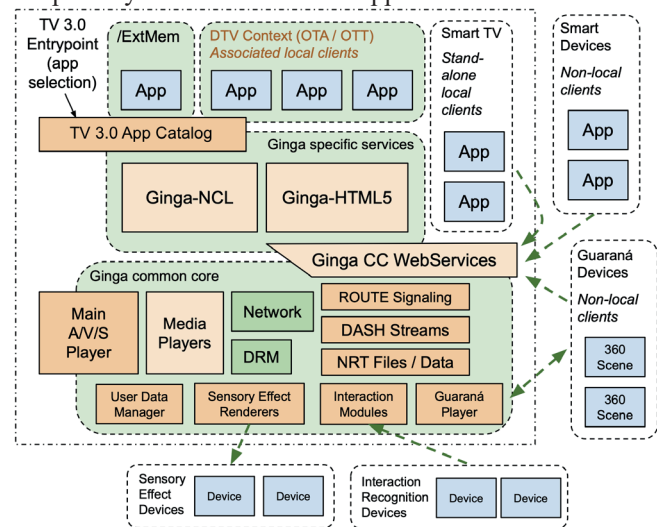 TV 3.0
Entrypoint
(app
selection)
/ExtMem
App
DTV Context (OTA / OTT)
Associated local clients
App
App
App
Smart TV
Stand-
alone
local
clients
App
App
Smart
Devices
Non-local
clients
App
App
TV 3.0 App Catalog
Ginga specific services
Ginga-NCL
Ginga-HTML5
Ginga CC WebServices
Ginga common core
Main
A/V/S
Player
Media
Players
Network
DRM
ROUTE Signaling
DASH Streams
NRT Files / Data
User Data
Manager
Sensory Effect
Renderers
Interaction
Modules
Guaraná
Player
Guaraná
Devices
Non-local
clients
360
Scene
360
Scene
Sensory
Effect
Devices
Device
Device
Interaction
Recognition
Devices
Device
Device